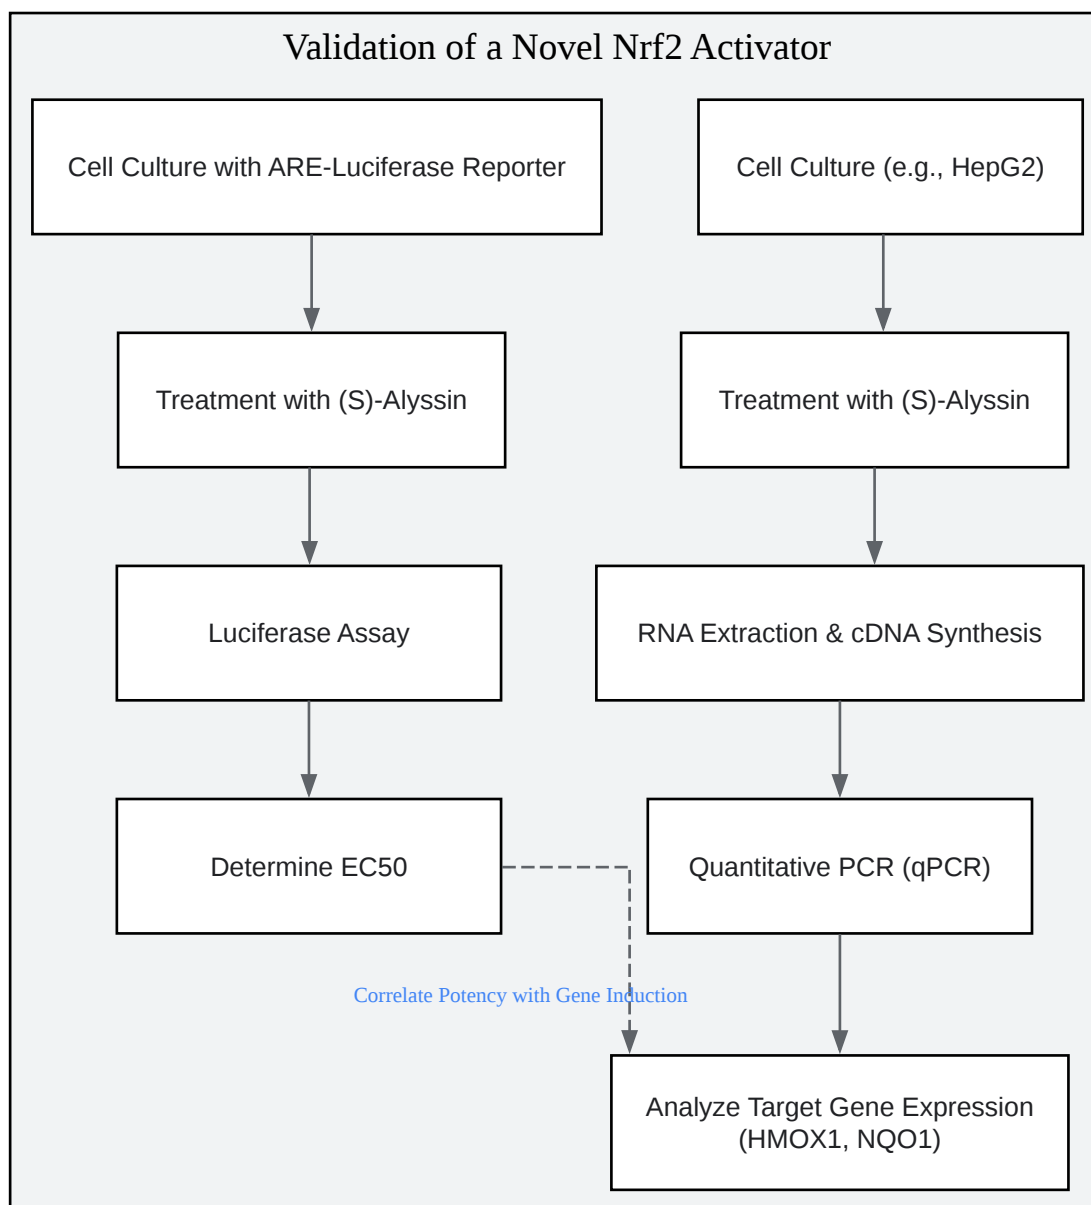 Validation of a Novel Nrf2 Activator
Cell Culture with ARE-Luciferase Reporter
Cell Culture (e.g., HepG2)
Treatment with (S)-Alyssin
Treatment with (S)-Alyssin
Luciferase Assay
RNA Extraction & cDNA Synthesis
Determine EC50
Quantitative PCR (qPCR)
Correlate Potency with Gene Induction
Analyze Target Gene Expression
(HMOX1, NQO1)